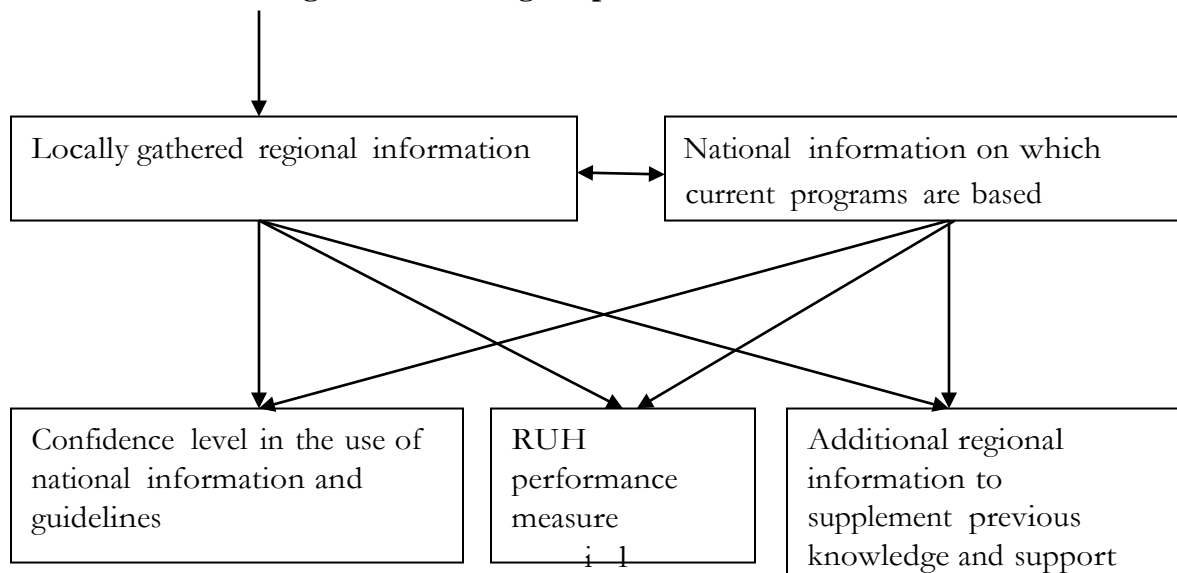 Locally gathered regional information
National information on which
current programs are based
Confidence level in the use of
national information and
guidelines
RUH
performance
measure
i l
Additional regional
information to
supplement previous
knowledge and support